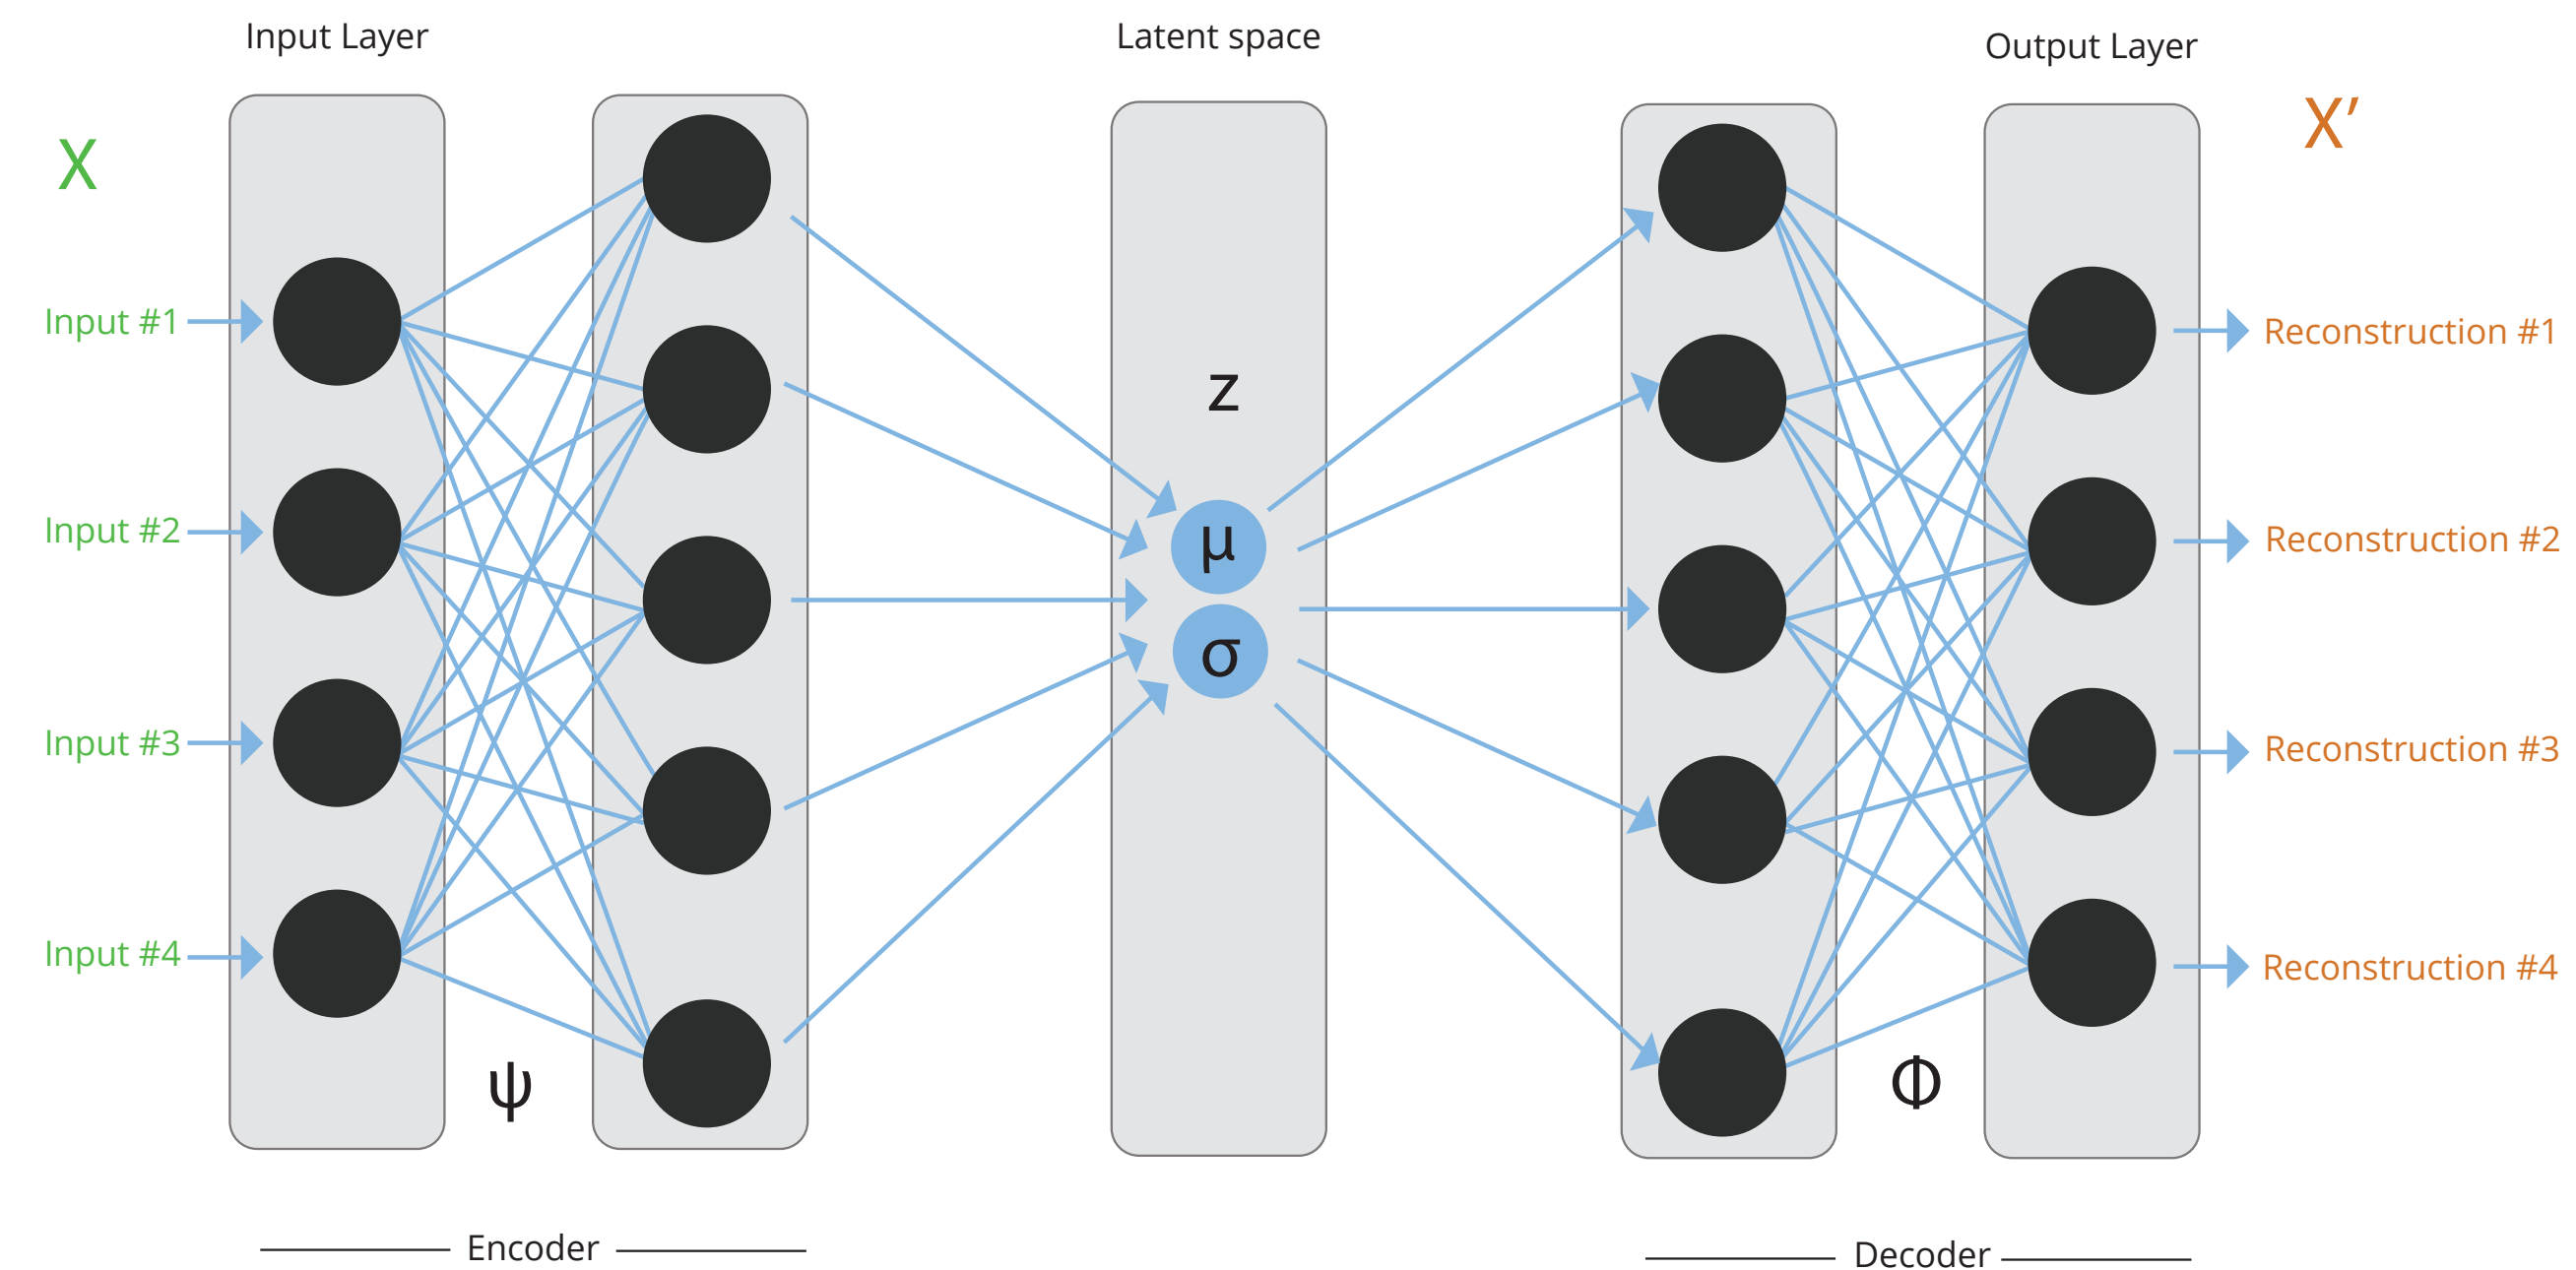 Input Layer
Latent space
Output Layer
X
X′
Input #1
Input #2
Input #3
Input #4
z
μ
σ
Reconstruction #1
Reconstruction #2
Reconstruction #3
Reconstruction #4
ψ
Φ
Encoder
Decoder